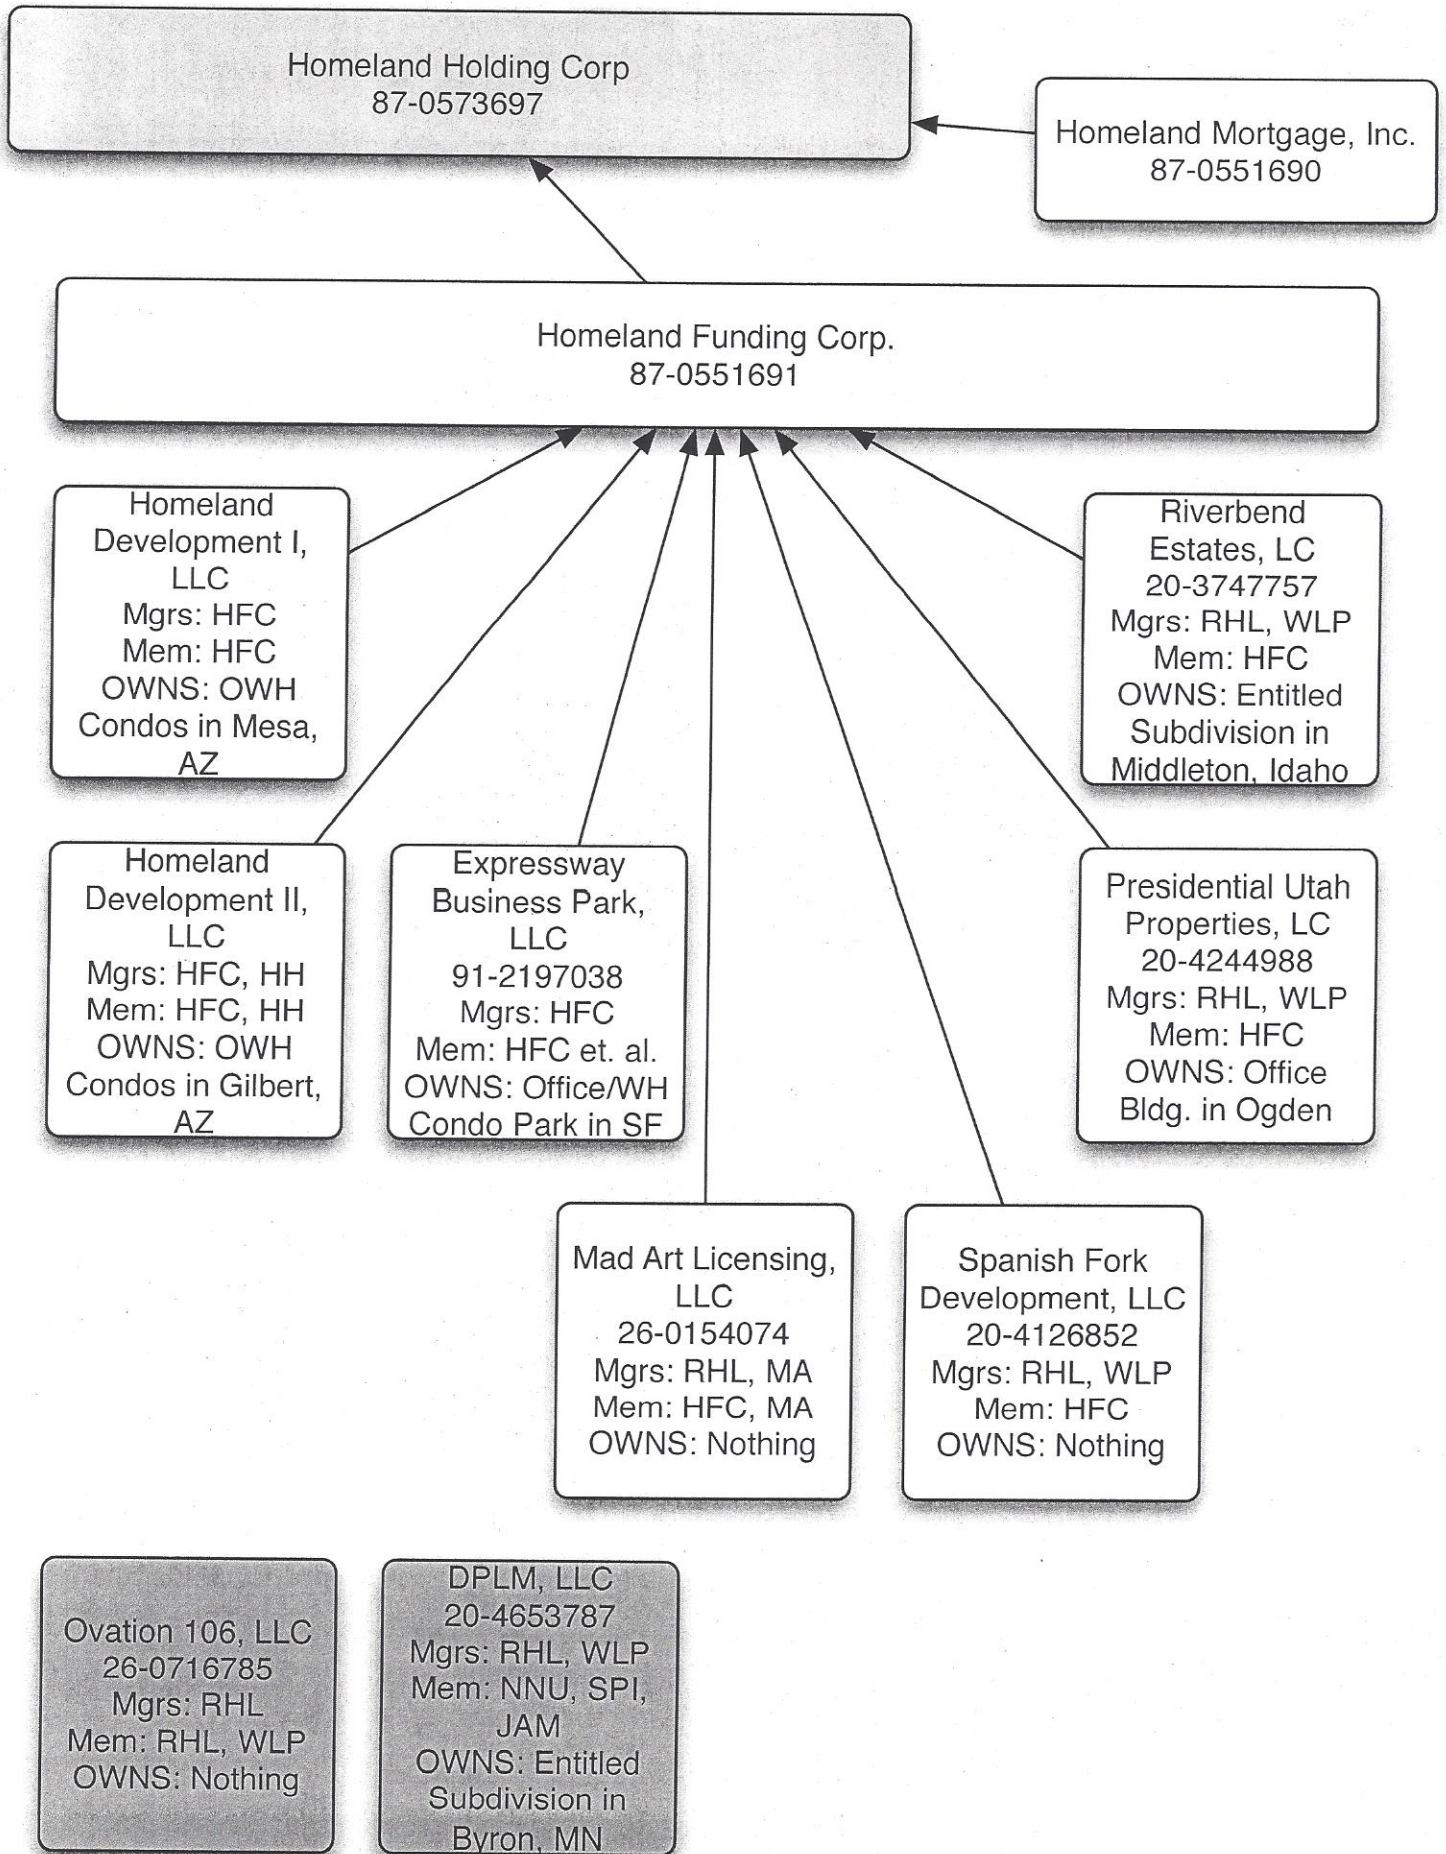 Homeland Holding Corp
87-0573697
Homeland Mortgage, Inc.
87-0551690
Homeland Funding Corp.
87-0551691
Homeland
Development I,
LLC
Mgrs: HFC
Mem: HFC
OWNS: OWH
Condos in Mesa,
AZ
Riverbend
Estates, LC
20-3747757
Mgrs: RHL, WLP
Mem: HFC
OWNS: Entitled
Subdivision in
Middleton, Idaho
Homeland
Development II,
LLC
Mgrs: HFC, HH
Mem: HFC, HH
OWNS: OWH
Condos in Gilbert,
AZ
Expressway
Business Park,
LLC
91-2197038
Mgrs: HFC
Mem: HFC et. al.
OWNS: Office/WH
Condo Park in SF
Presidential Utah
Properties, LC
20-4244988
Mgrs: RHL, WLP
Mem: HFC
OWNS: Office
Bldg. in Ogden
Mad Art Licensing,
LLC
26-0154074
Mgrs: RHL, MA
Mem: HFC, MA
OWNS: Nothing
Spanish Fork
Development, LLC
20-4126852
Mgrs: RHL, WLP
Mem: HFC
OWNS: Nothing
Ovation 106, LLC
26-0716785
Mgrs: RHL
Mem: RHL, WLP
OWNS: Nothing
DPLM, LLC
20-4653787
Mgrs: RHL, WLP
Mem: NNU, SPI,
JAM
OWNS: Entitled
Subdivision in
Byron, MN